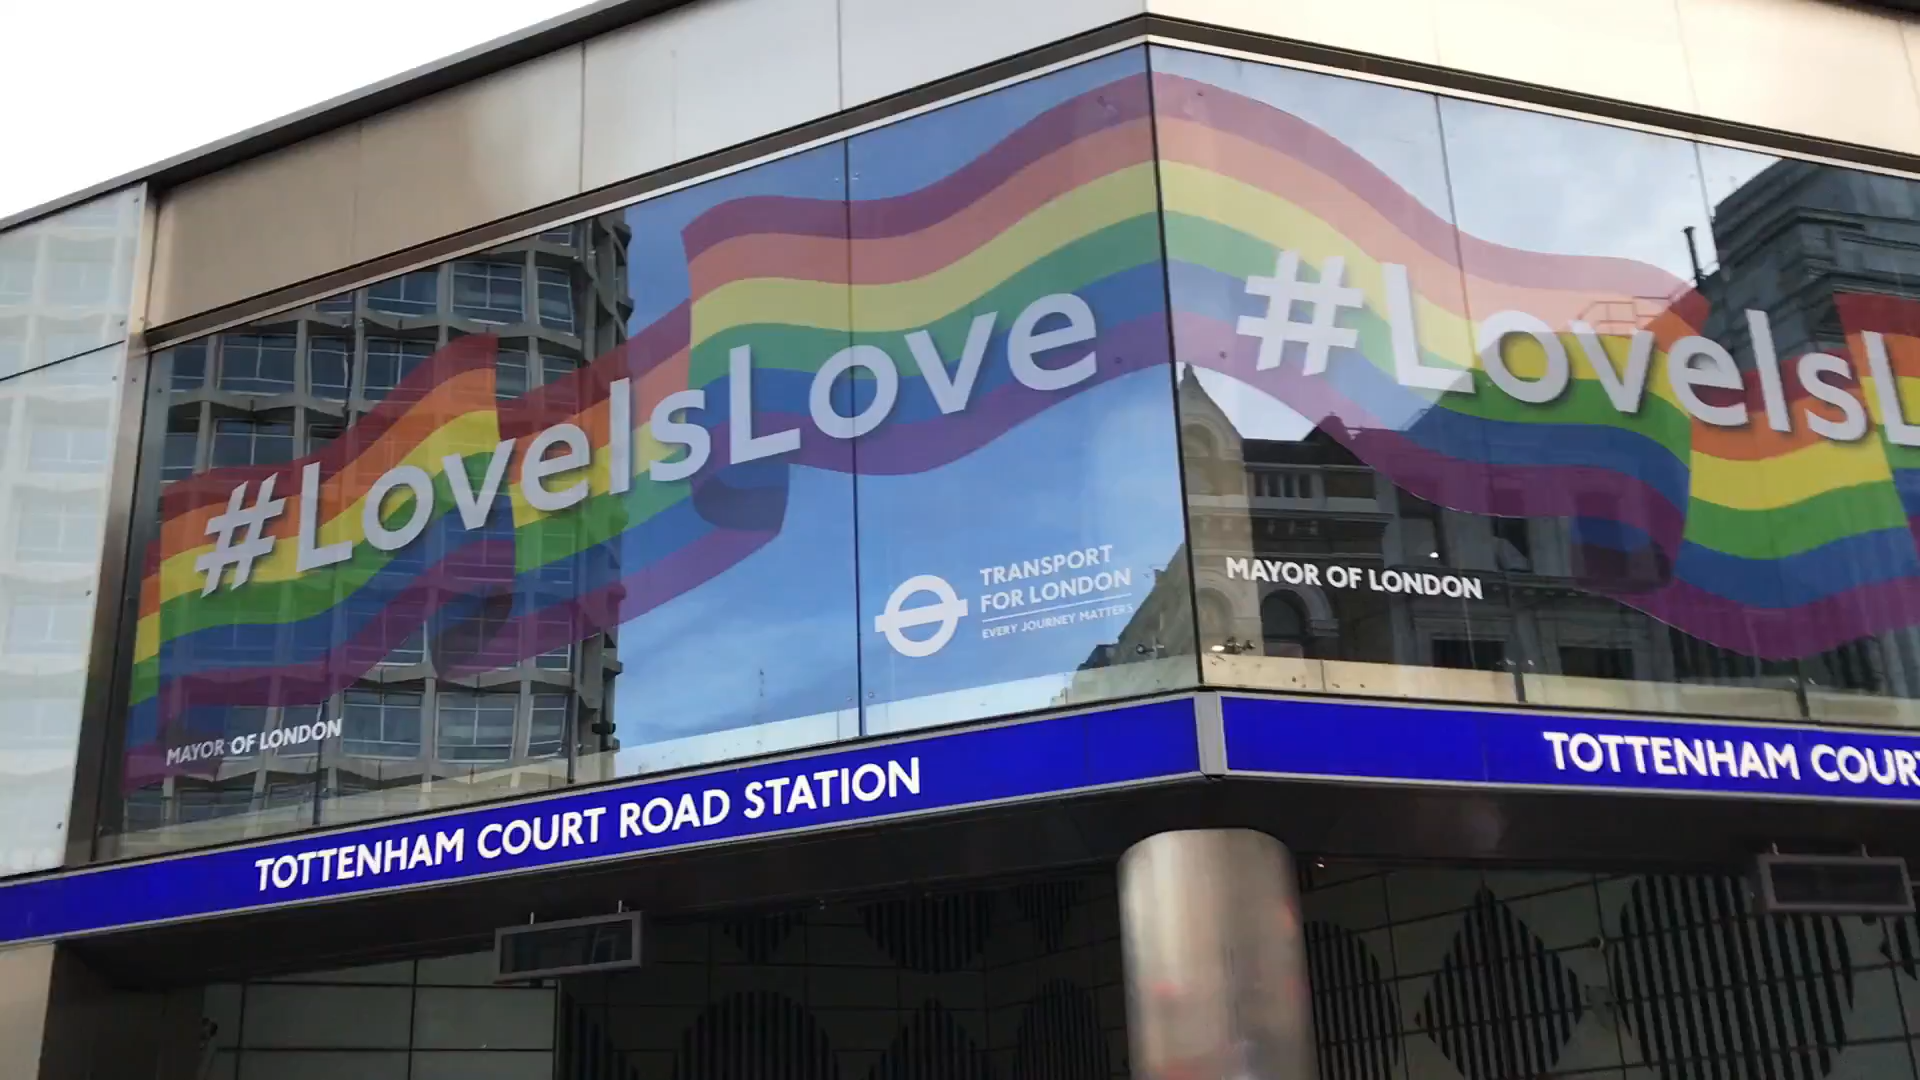 #LoveIsLove
TRANSPORT
FOR LONDON
EVERY JOURNEY MATTERS
MAYOR OF LONDON
TOTTENHAM COURT ROAD STATION
#LoveIsL
MAYOR OF LONDON
TOTTENHAM COURT